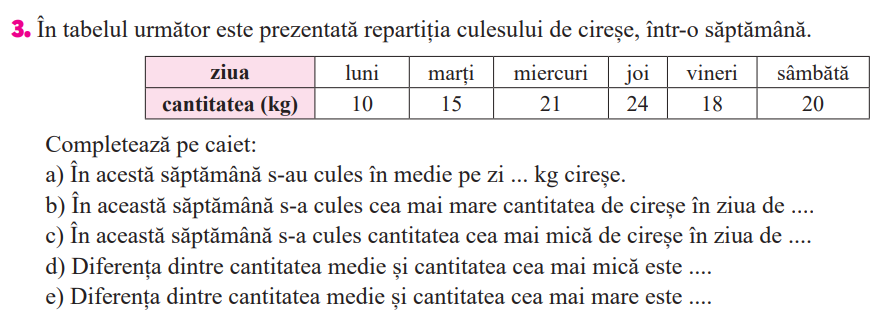 3. În tabelul următor este prezentată repartiția culesului de cireșe, într-o săptămână.
ziua luni marți miercuri joi vineri sâmbătă
cantitatea (kg) 10 15 21 24 18 20
Completează pe caiet:
a) În acestă săptămână s-au cules în medie pe zi ... kg cireșe.
b) În această săptămână s-a cules cea mai mare cantitatea de cireșe în ziua de ....
c) În această săptămână s-a cules cantitatea cea mai mică de cireșe în ziua de ....
d) Diferența dintre cantitatea medie și cantitatea cea mai mică este ....
e) Diferența dintre cantitatea medie și cantitatea cea mai mare este ....